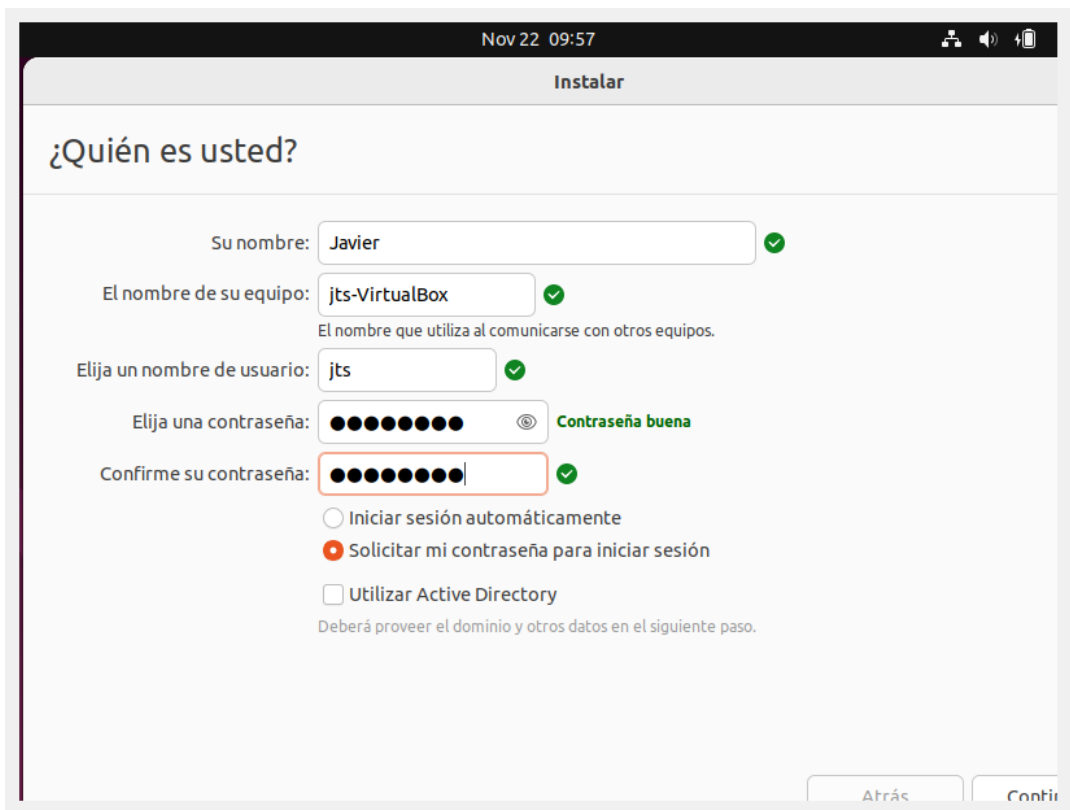 Nov 22 09:57
Instalar
¿Quién es usted?
Su nombre: Javier
El nombre de su equipo: jts-VirtualBox
El nombre que utiliza al comunicarse con otros equipos.
Elija un nombre de usuario: jts
Elija una contraseña: ●●●●●●●● Contraseña buena
Confirme su contraseña: ●●●●●●●●
Iniciar sesión automáticamente
Solicitar mi contraseña para iniciar sesión
Utilizar Active Directory
Deberá proveer el dominio y otros datos en el siguiente paso.
Atrás